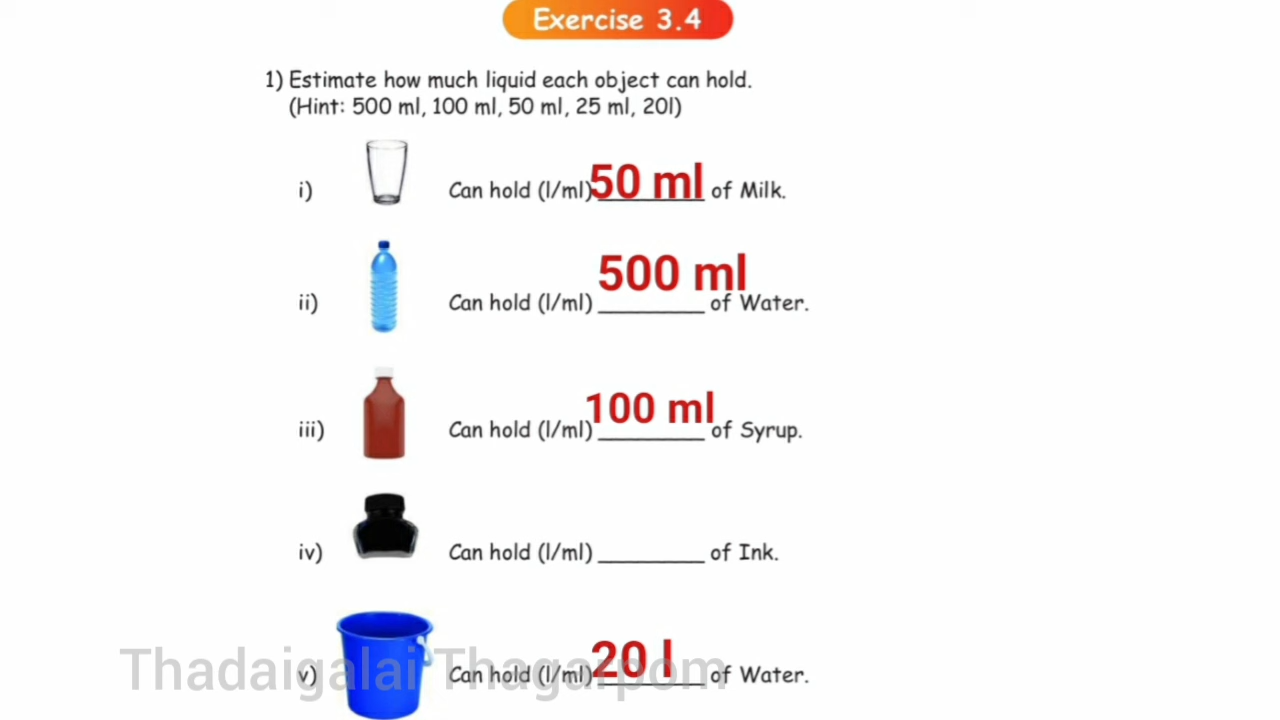 Exercise 3.4
1) Estimate how much liquid each object can hold.
(Hint: 500 ml, 100 ml, 50 ml, 25 ml, 20l)
i) Can hold (l/ml) 50 ml of Milk.
ii) Can hold (l/ml) 500 ml of Water.
iii) Can hold (l/ml) 100 ml of Syrup.
iv) Can hold (l/ml) ________ of Ink.
v) Can hold (l/ml) 20 l of Water.
Thadaigalai Thagarpom